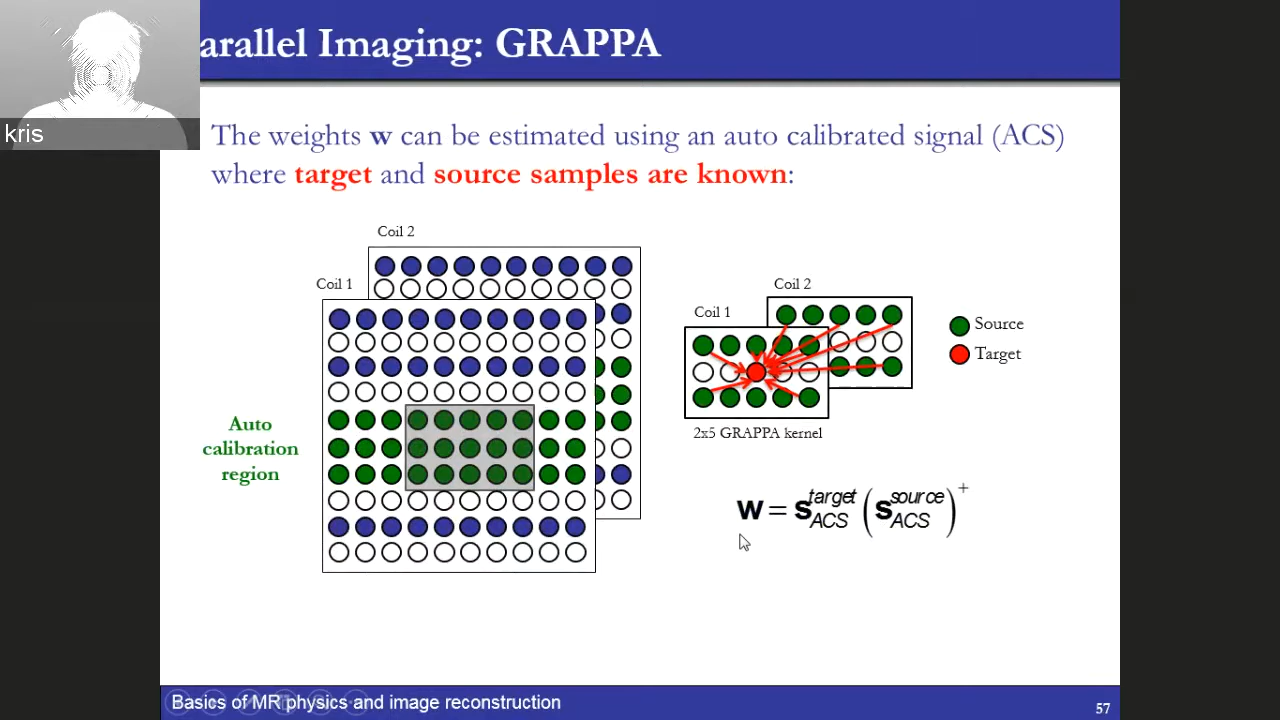 arallel Imaging: GRAPPA
kris
The weights w can be estimated using an auto calibrated signal (ACS)
where target and source samples are known:
Coil 2
Coil 1
Auto
calibration
region
Coil 2
Coil 1
Source
Target
2x5 GRAPPA kernel
w = s_ACS^target (s_ACS^source)^+
Basics of MR physics and image reconstruction
57